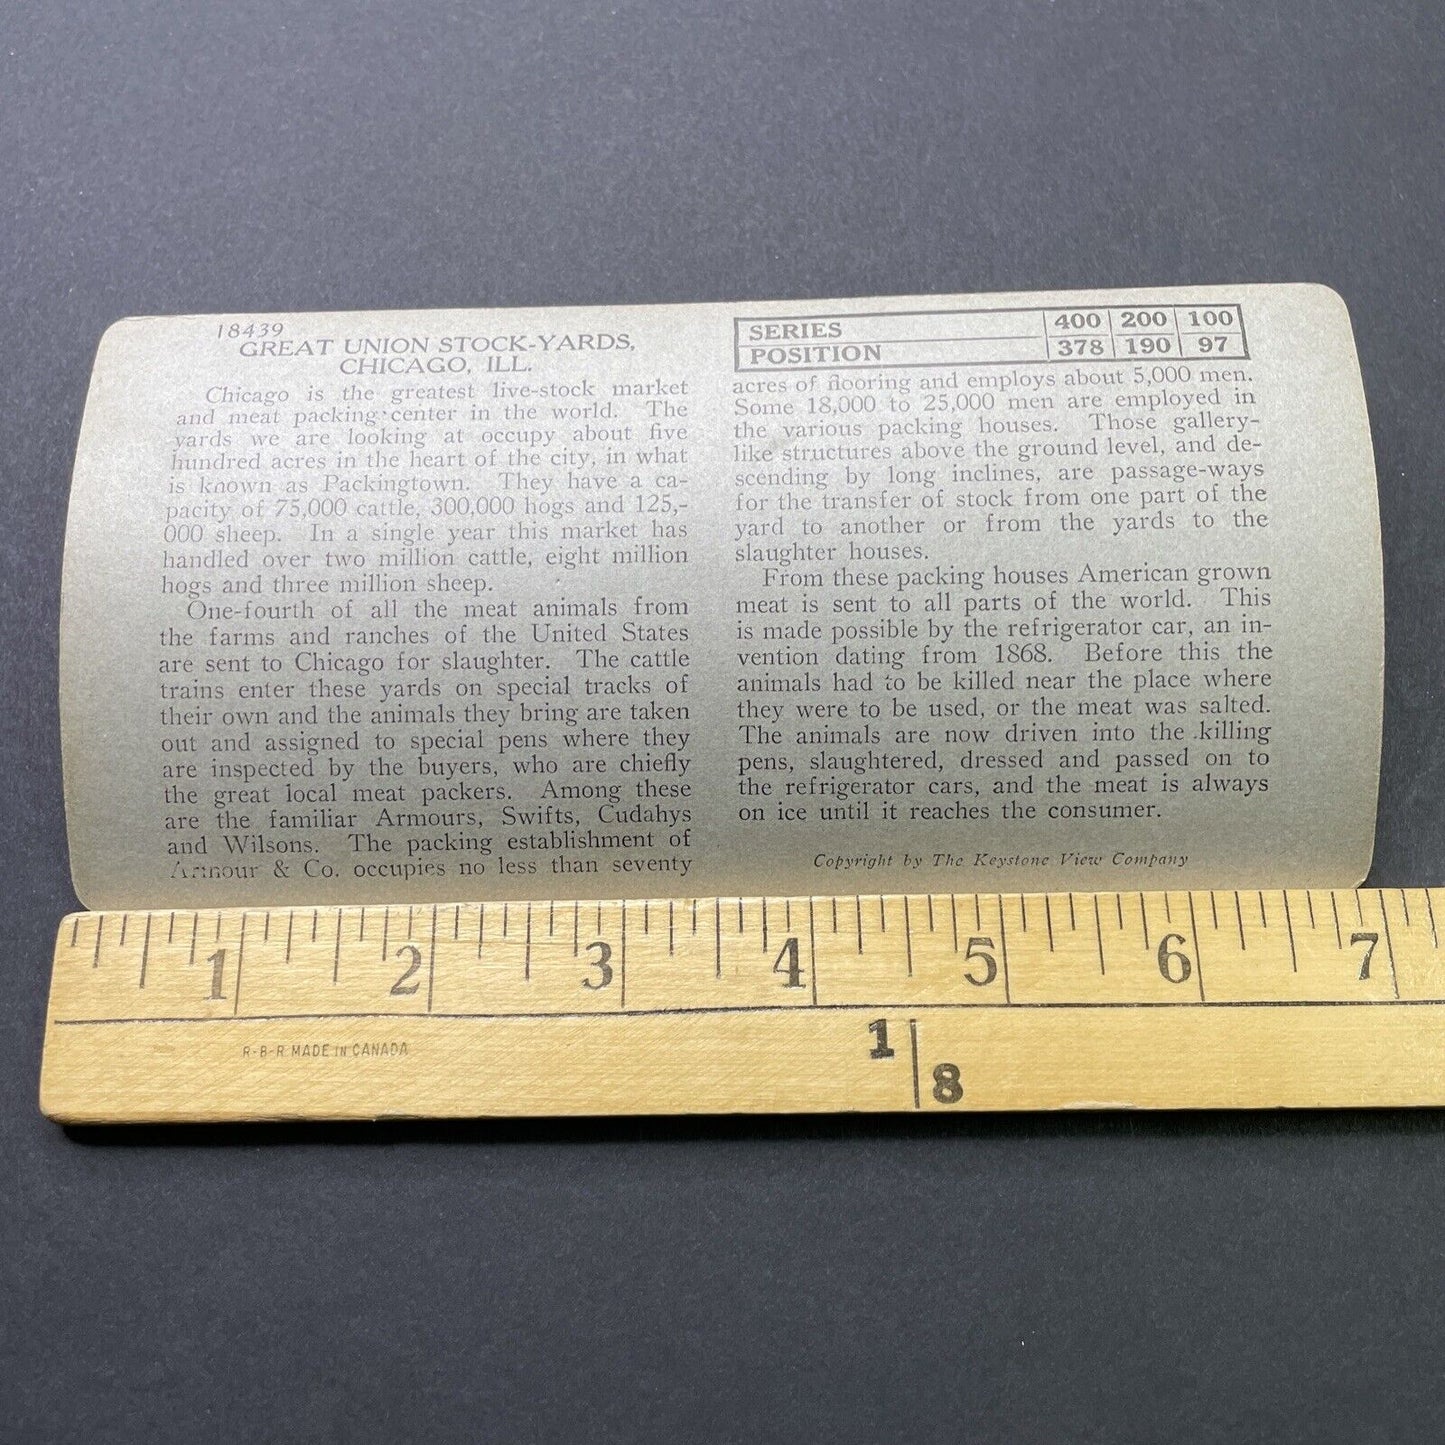 18439
GREAT UNION STOCK-YARDS,
CHICAGO, ILL.
Chicago is the greatest live-stock market
and meat packing center in the world. The
yards we are looking at occupy about five
hundred acres in the heart of the city, in what
is known as Packingtown. They have a ca-
pacity of 75,000 cattle, 300,000 hogs and 125,-
000 sheep. In a single year this market has
handled over two million cattle, eight million
hogs and three million sheep.
One-fourth of all the meat animals from
the farms and ranches of the United States
are sent to Chicago for slaughter. The cattle
trains enter these yards on special tracks of
their own and the animals they bring are taken
out and assigned to special pens where they
are inspected by the buyers, who are chiefly
the great local meat packers. Among these
are the familiar Armours, Swifts, Cudahys
and Wilsons. The packing establishment of
Armour & Co. occupies no less than seventy
SERIES 400 200 100
POSITION 378 190 97
acres of flooring and employs about 5,000 men.
Some 18,000 to 25,000 men are employed in
the various packing houses. Those gallery-
like structures above the ground level, and de-
scending by long inclines, are passage-ways
for the transfer of stock from one part of the
yard to another or from the yards to the
slaughter houses.
From these packing houses American grown
meat is sent to all parts of the world. This
is made possible by the refrigerator car, an in-
vention dating from 1868. Before this the
animals had to be killed near the place where
they were to be used, or the meat was salted.
The animals are now driven into the killing
pens, slaughtered, dressed and passed on to
the refrigerator cars, and the meat is always
on ice until it reaches the consumer.
Copyright by The Keystone View Company
1 2 3 4 5 6 7
R-B-R MADE IN CANADA
1
8